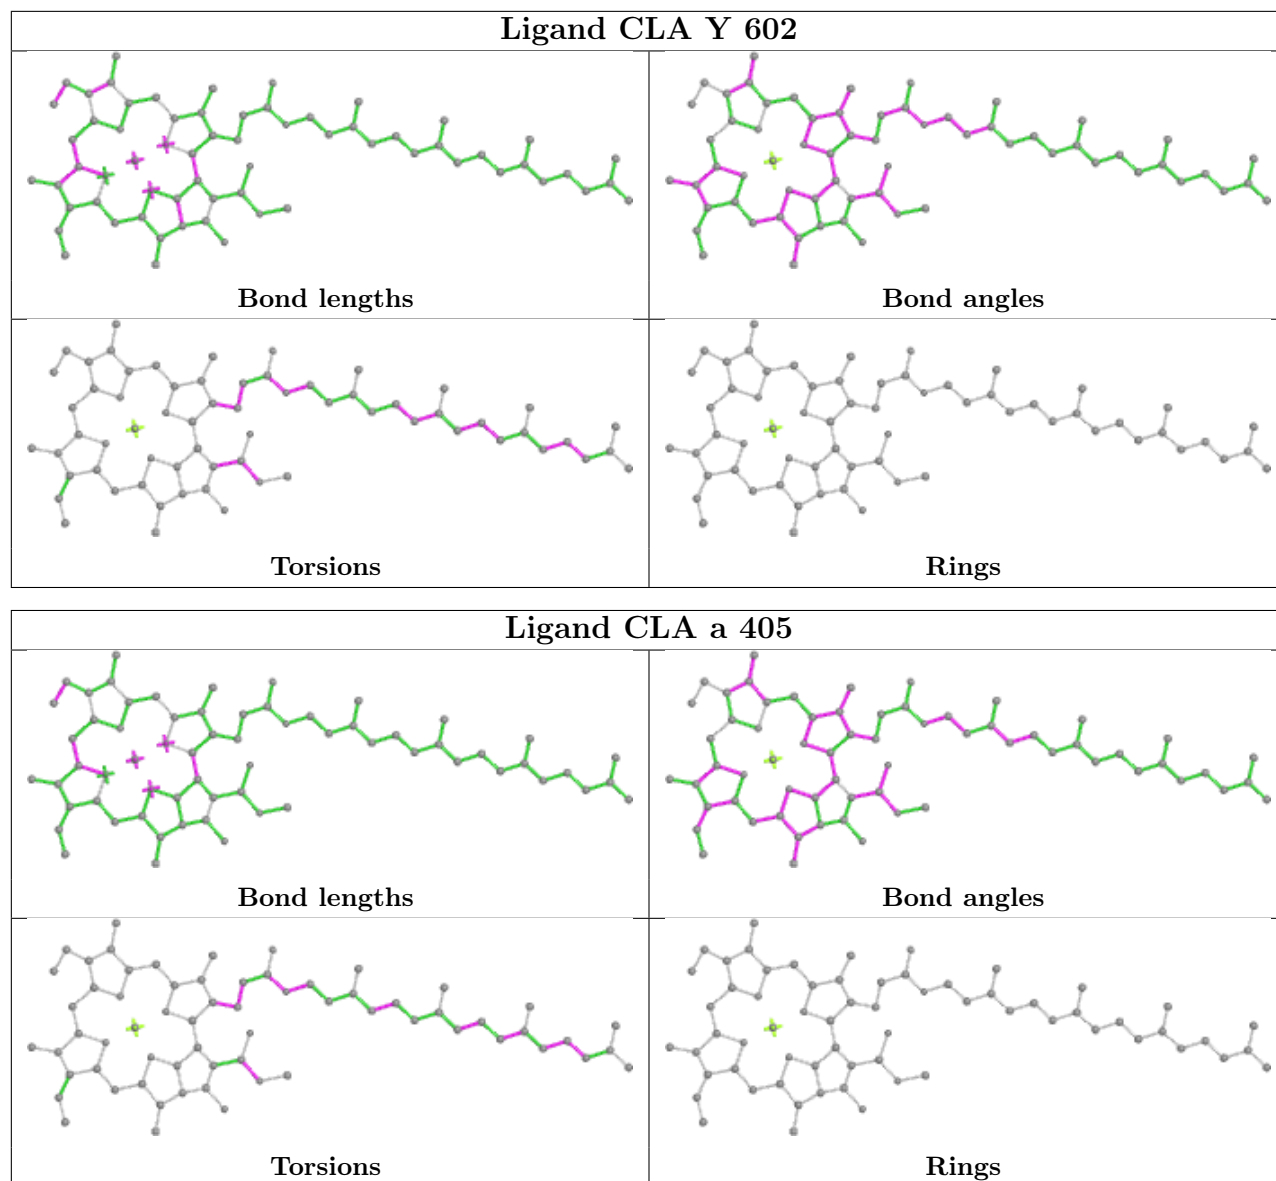 Ligand CLA Y 602
Bond lengths
Bond angles
Torsions
Rings
Ligand CLA a 405
Bond lengths
Bond angles
Torsions
Rings